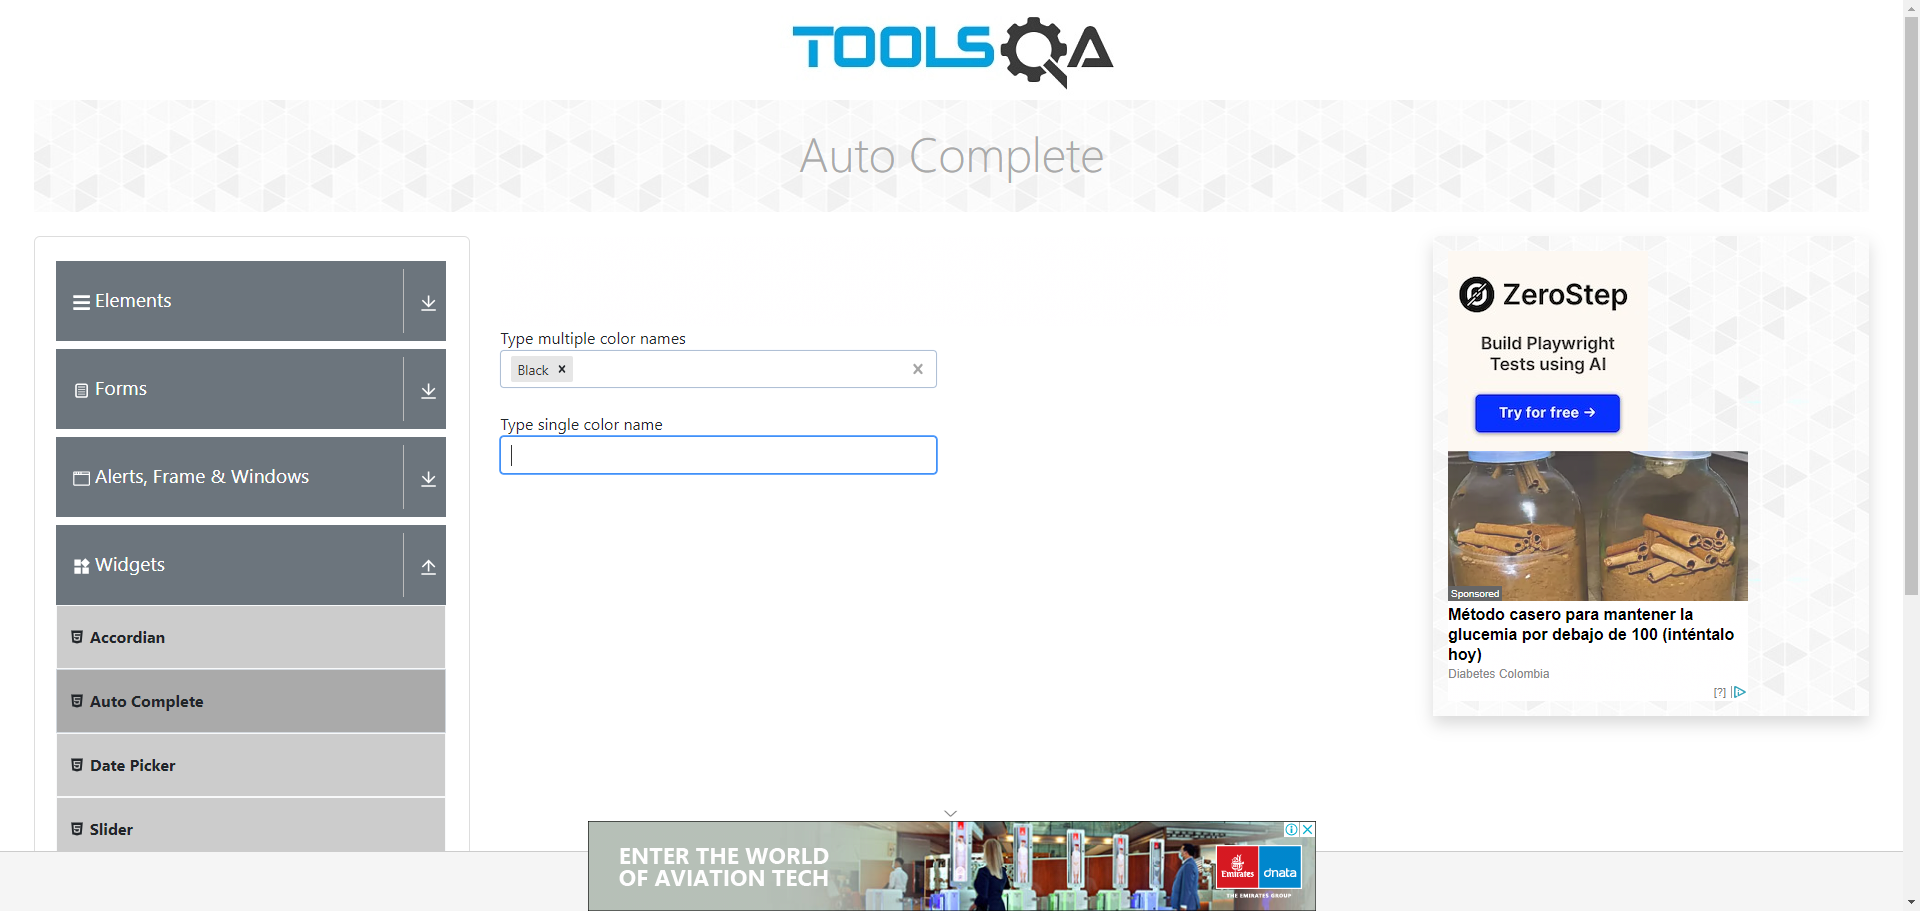 TOOLSQA
Auto Complete
Elements
Forms
Alerts, Frame & Windows
Widgets
Accordian
Auto Complete
Date Picker
Slider
Type multiple color names
Black ×
Type single color name
ZeroStep
Build Playwright
Tests using AI
Try for free →
Sponsored
Método casero para mantener la
glucemia por debajo de 100 (inténtalo
hoy)
Diabetes Colombia
[?]
ENTER THE WORLD
OF AVIATION TECH
Emirates
dnata
THE EMIRATES GROUP